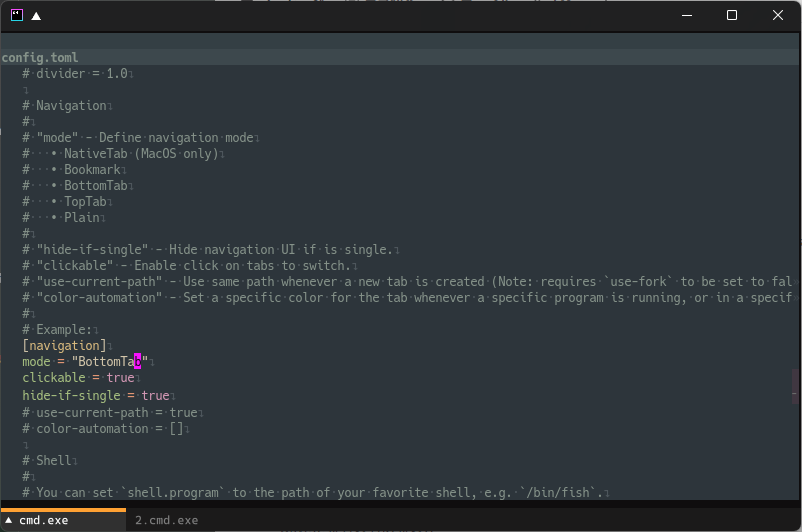 config.toml
# divider = 1.0
# Navigation
#
# "mode" - Define navigation mode
# • NativeTab (MacOS only)
# • Bookmark
# • BottomTab
# • TopTab
# • Plain
#
# "hide-if-single" - Hide navigation UI if is single.
# "clickable" - Enable click on tabs to switch.
# "use-current-path" - Use same path whenever a new tab is created (Note: requires `use-fork` to be set to fal
# "color-automation" - Set a specific color for the tab whenever a specific program is running, or in a specif
#
# Example:
[navigation]
mode = "BottomTab"
clickable = true
hide-if-single = true
# use-current-path = true
# color-automation = []
# Shell
#
# You can set `shell.program` to the path of your favorite shell, e.g. `/bin/fish`.
▲ cmd.exe 2.cmd.exe